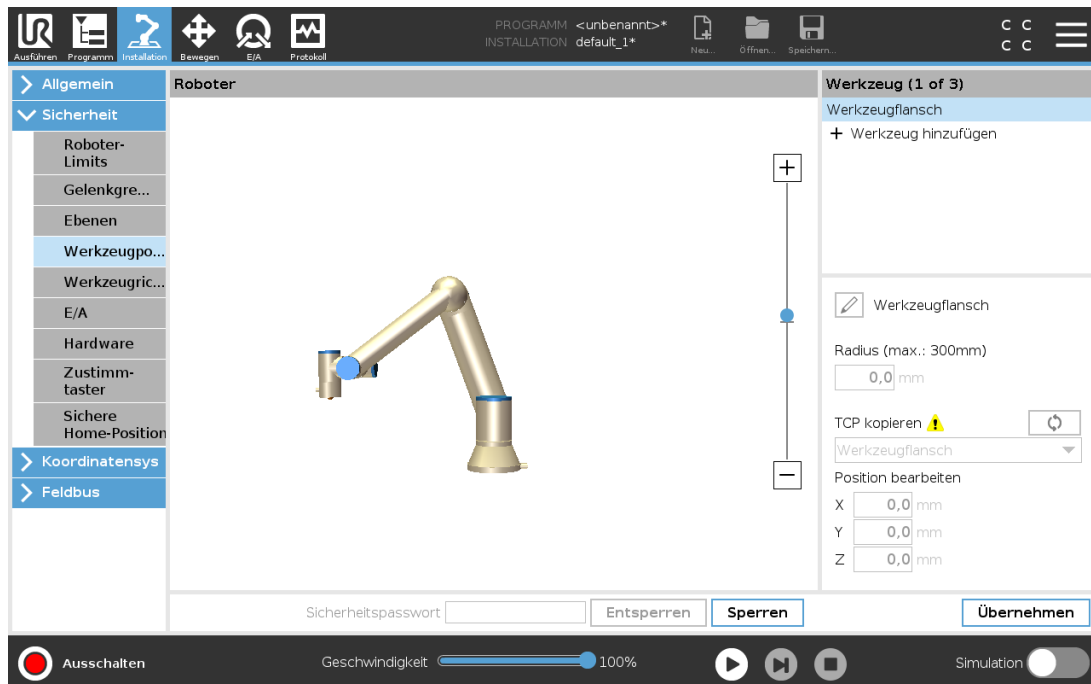 PROGRAMM <unbenannt>*
INSTALLATION default_1*
Ausführen Programm Installation Bewegen E/A Protokoll
Neu... Öffnen... Speichern...
C C
C C
Allgemein
Sicherheit
Roboter-
Limits
Gelenkgre...
Ebenen
Werkzeugpo...
Werkzeugric...
E/A
Hardware
Zustimm-
taster
Sichere
Home-Position
Koordinatensys
Feldbus
Roboter
Werkzeug (1 of 3)
Werkzeugflansch
+ Werkzeug hinzufügen
Werkzeugflansch
Radius (max.: 300mm)
0,0 mm
TCP kopieren
Werkzeugflansch
Position bearbeiten
X 0,0 mm
Y 0,0 mm
Z 0,0 mm
Sicherheitspasswort Entsperren Sperren Übernehmen
Ausschalten Geschwindigkeit 100% Simulation